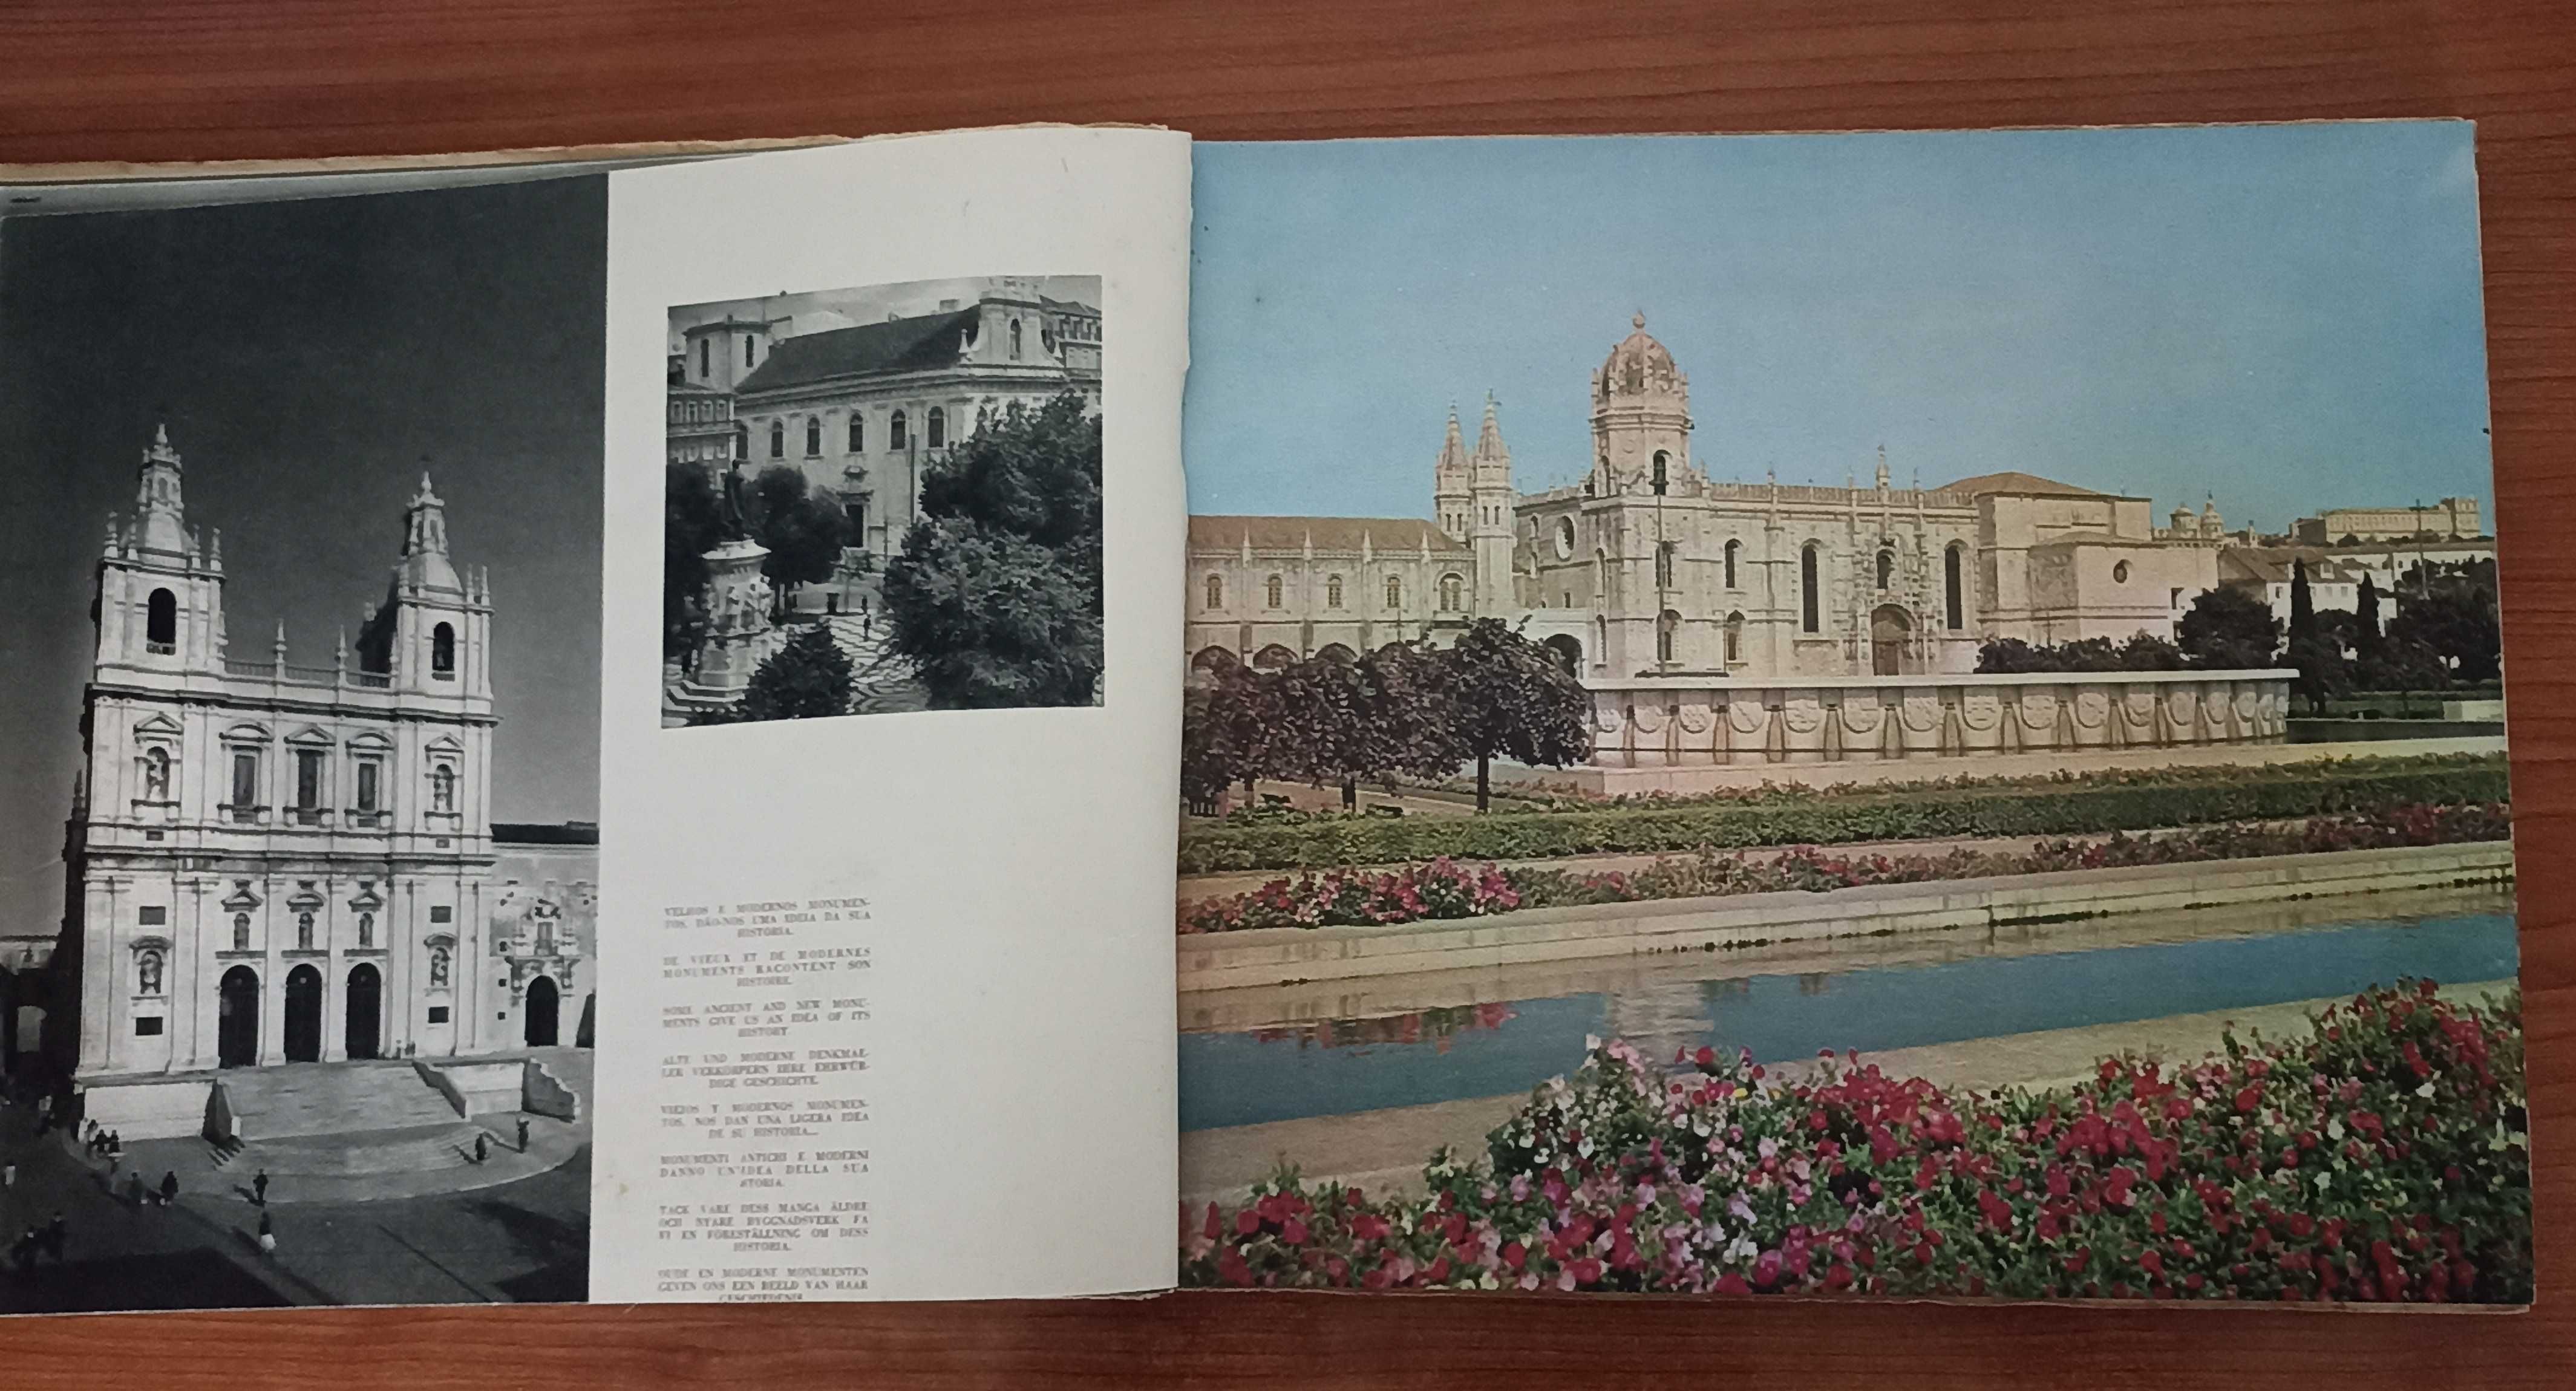 VELHOS E MODERNOS MONUMEN-
TOS, DÃO-NOS UMA IDEIA DA SUA
HISTORIA.
DE VIEUX ET DE MODERNES
MONUMENTS RACONTENT SON
HISTOIRE.
SOME ANCIENT AND NEW MONU-
MENTS GIVE US AN IDEA OF ITS
HISTORY.
ALTE UND MODERNE DENKMAE-
LER VERKÖRPERN IHRE EHRWÜR-
DIGE GESCHICHTE.
VIEJOS Y MODERNOS MONUMEN-
TOS, NOS DAN UNA LIGERA IDEA
DE SU HISTORIA...
MONUMENTI ANTICHI E MODERNI
DANNO UN'IDEA DELLA SUA
STORIA.
TACK VARE DESS MANGA ÄLDRE
OCH NYARE BYGGNADSVERK FA
VI EN FÖRESTÄLLNING OM DESS
HISTORIA.
OUDE EN MODERNE MONUMENTEN
GEVEN ONS EEN BEELD VAN HAAR
GESCHIEDENIS.